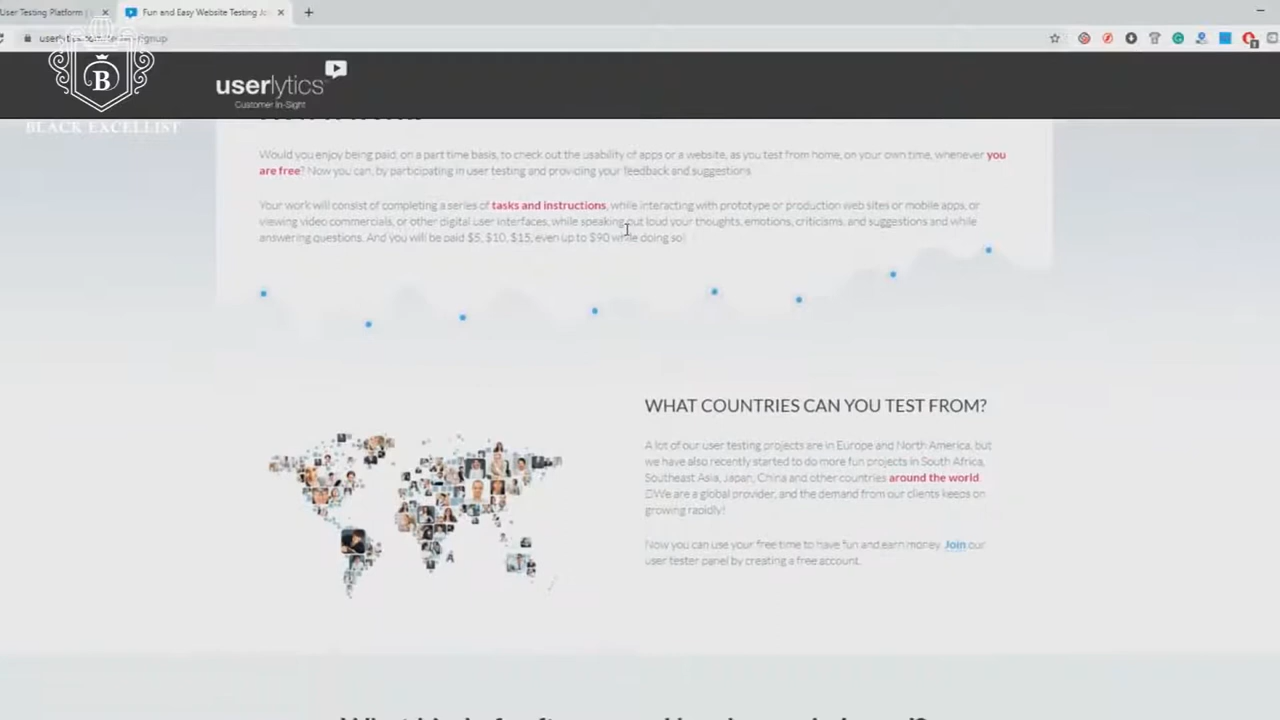 User Testing Platform |
Fun and Easy Website Testing Jo
B
BLACK EXCELLIST
userlytics
Customer In-Sight
Would you enjoy being paid, on a part time basis, to check out the usability of apps or a website, as you test from home, on your own time, whenever you
are free? Now you can, by participating in user testing and providing your feedback and suggestions
Your work will consist of completing a series of tasks and instructions, while interacting with prototype or production web sites or mobile apps, or
viewing video commercials, or other digital user interfaces, while speaking out loud your thoughts, emotions, criticisms, and suggestions and while
answering questions. And you will be paid $5, $10, $15, even up to $90 while doing so!
WHAT COUNTRIES CAN YOU TEST FROM?
A lot of our user testing projects are in Europe and North America, but
we have also recently started to do more fun projects in South Africa,
Southeast Asia, Japan, China and other countries around the world
We are a global provider, and the demand from our clients keeps on
growing rapidly!
Now you can use your free time to have fun and earn money. Join our
user tester panel by creating a free account.